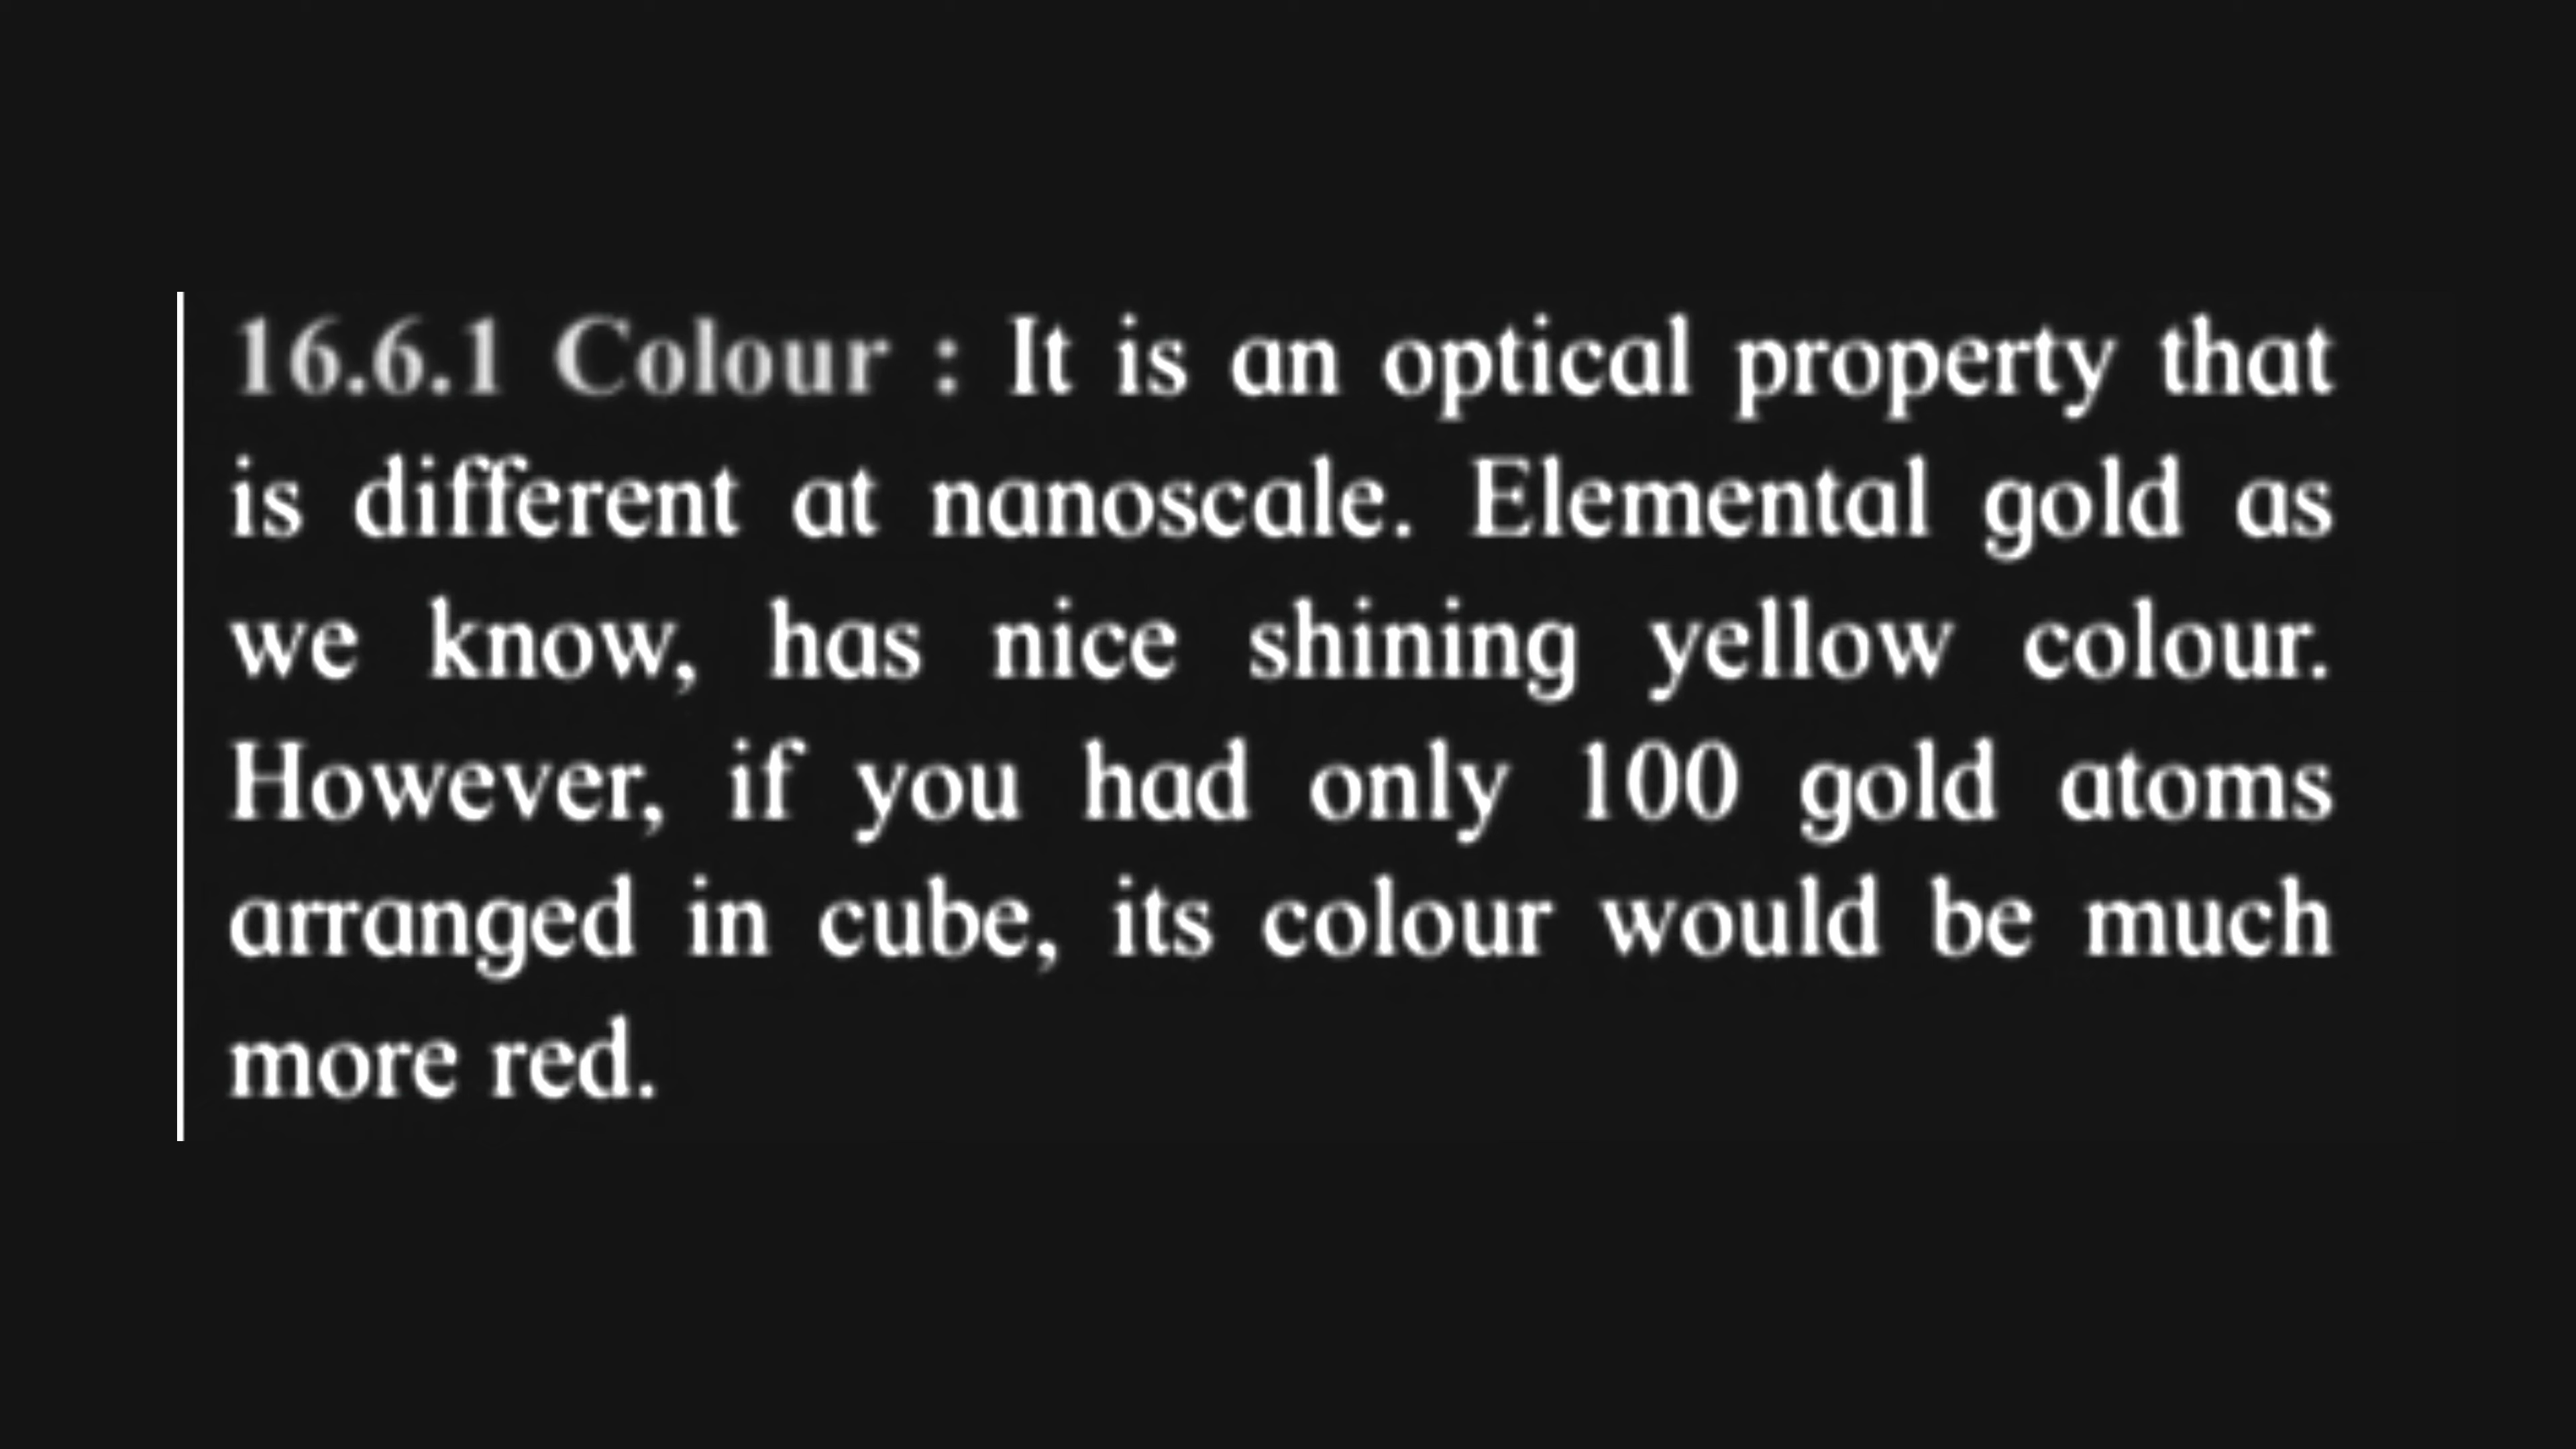 16.6.1 Colour : It is an optical property that
is different at nanoscale. Elemental gold as
we know, has nice shining yellow colour.
However, if you had only 100 gold atoms
arranged in cube, its colour would be much
more red.